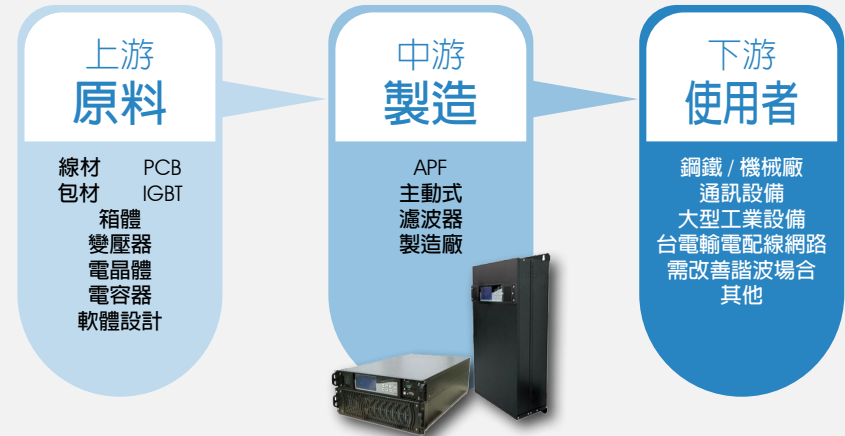 上游
原料
線材 PCB
包材 IGBT
箱體
變壓器
電晶體
電容器
軟體設計
中游
製造
APF
主動式
濾波器
製造廠
下游
使用者
鋼鐵 / 機械廠
通訊設備
大型工業設備
台電輸電配線網路
需改善諧波場合
其他